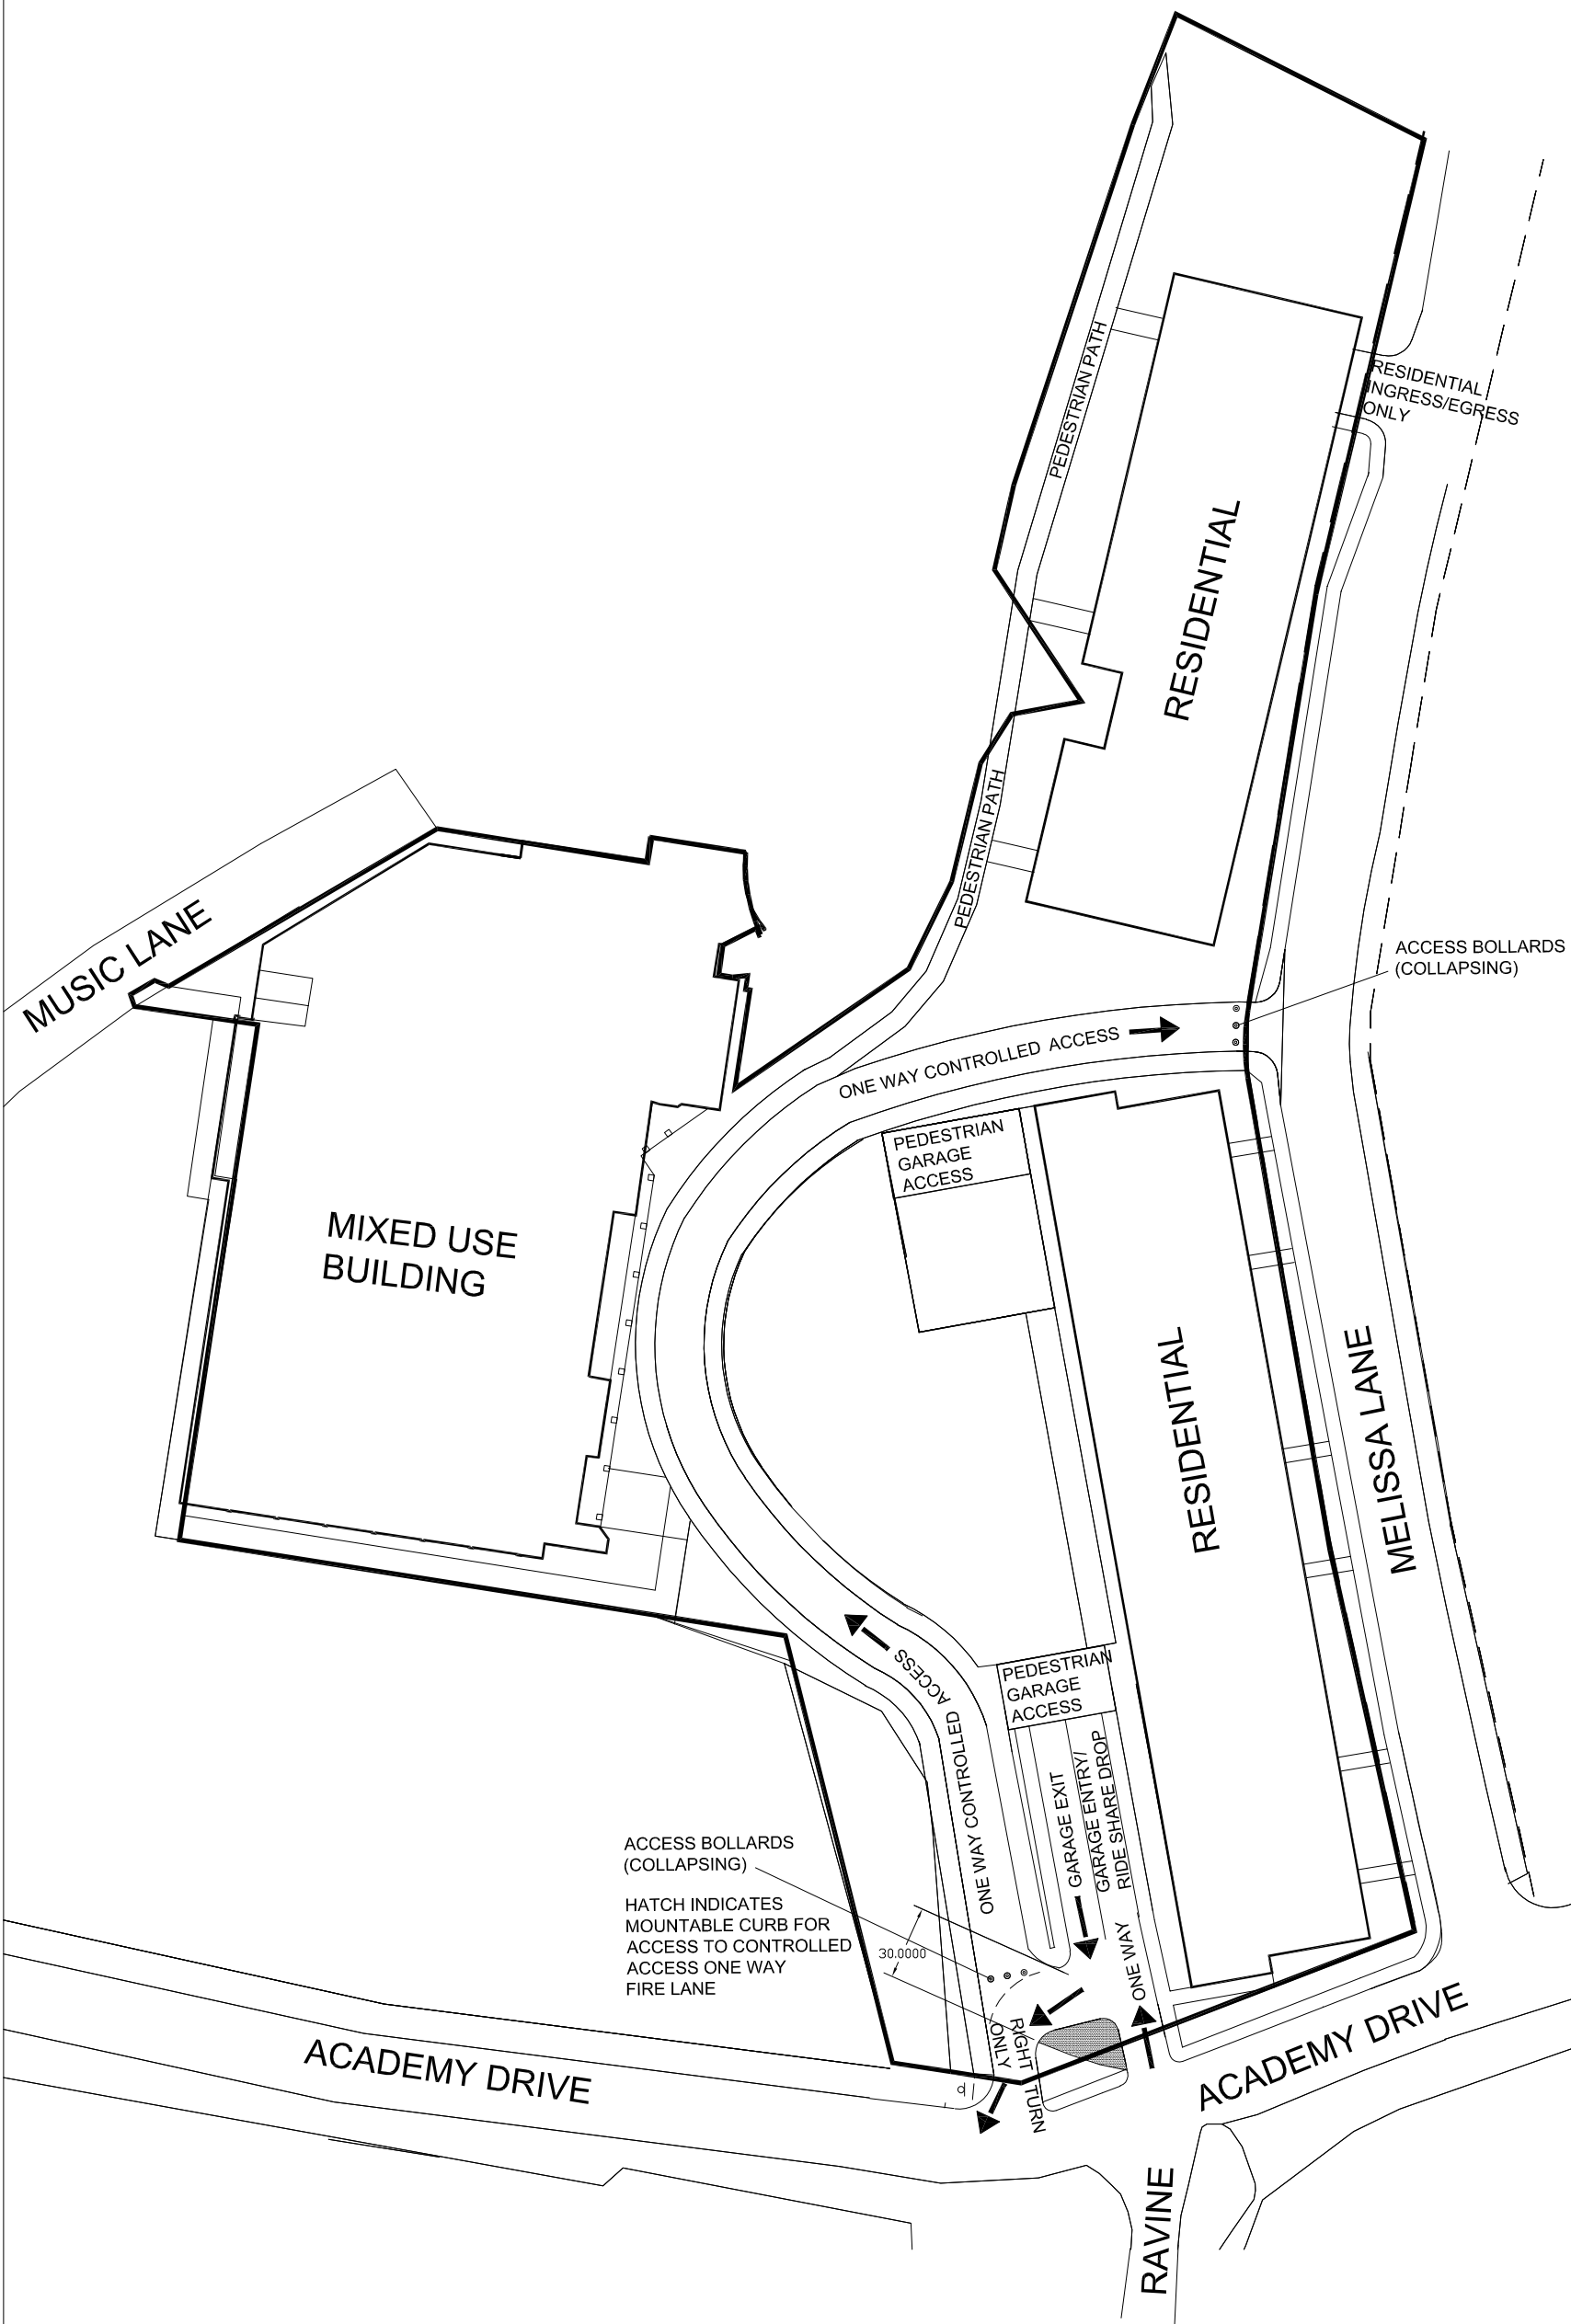 PEDESTRIAN PATH
RESIDENTIAL
INGRESS/EGRESS
ONLY
RESIDENTIAL
PEDESTRIAN PATH
MUSIC LANE
ACCESS BOLLARDS
(COLLAPSING)
ONE WAY CONTROLLED ACCESS
PEDESTRIAN
GARAGE
ACCESS
MIXED USE
BUILDING
RESIDENTIAL
MELISSA LANE
PEDESTRIAN
GARAGE
ACCESS
ONE WAY CONTROLLED ACCESS
GARAGE EXIT
GARAGE ENTRY/
RIDE SHARE DROP
ONE WAY
ACCESS BOLLARDS
(COLLAPSING)
HATCH INDICATES
MOUNTABLE CURB FOR
ACCESS TO CONTROLLED
ACCESS ONE WAY
FIRE LANE
30.0000
RIGHT TURN
ONLY
ACADEMY DRIVE
ACADEMY DRIVE
RAVINE